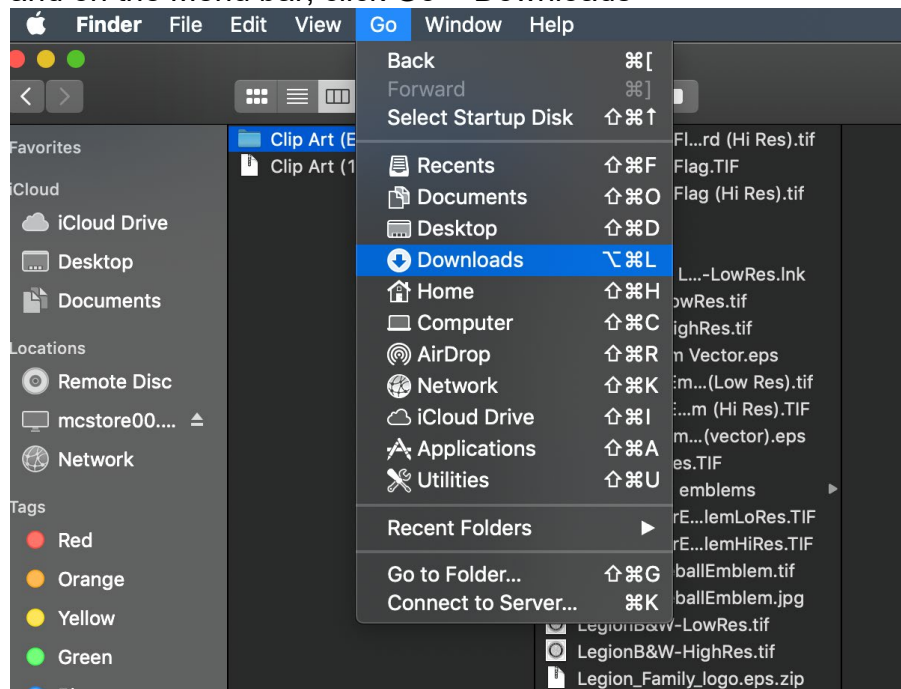 Finder File Edit View Go Window Help
Back ⌘[
Forward ⌘]
Select Startup Disk ⇧⌘↑
Recents ⇧⌘F
Documents ⇧⌘O
Desktop ⇧⌘D
Downloads ⌥⌘L
Home ⇧⌘H
Computer ⇧⌘C
AirDrop ⇧⌘R
Network ⇧⌘K
iCloud Drive ⇧⌘I
Applications ⇧⌘A
Utilities ⇧⌘U
Recent Folders
Go to Folder... ⇧⌘G
Connect to Server... ⌘K
Favorites
iCloud
iCloud Drive
Desktop
Documents
Locations
Remote Disc
mcstore00....
Network
Tags
Red
Orange
Yellow
Green
Clip Art (E
Clip Art (1
Fl...rd (Hi Res).tif
Flag.TIF
Flag (Hi Res).tif
L...-LowRes.lnk
owRes.tif
ighRes.tif
Vector.eps
Em...(Low Res).tif
...m (Hi Res).TIF
m...(vector).eps
es.TIF
emblems
rE...lemLoRes.TIF
rE...lemHiRes.TIF
ballEmblem.tif
ballEmblem.jpg
LegionB&W-LowRes.tif
LegionB&W-HighRes.tif
Legion_Family_logo.eps.zip